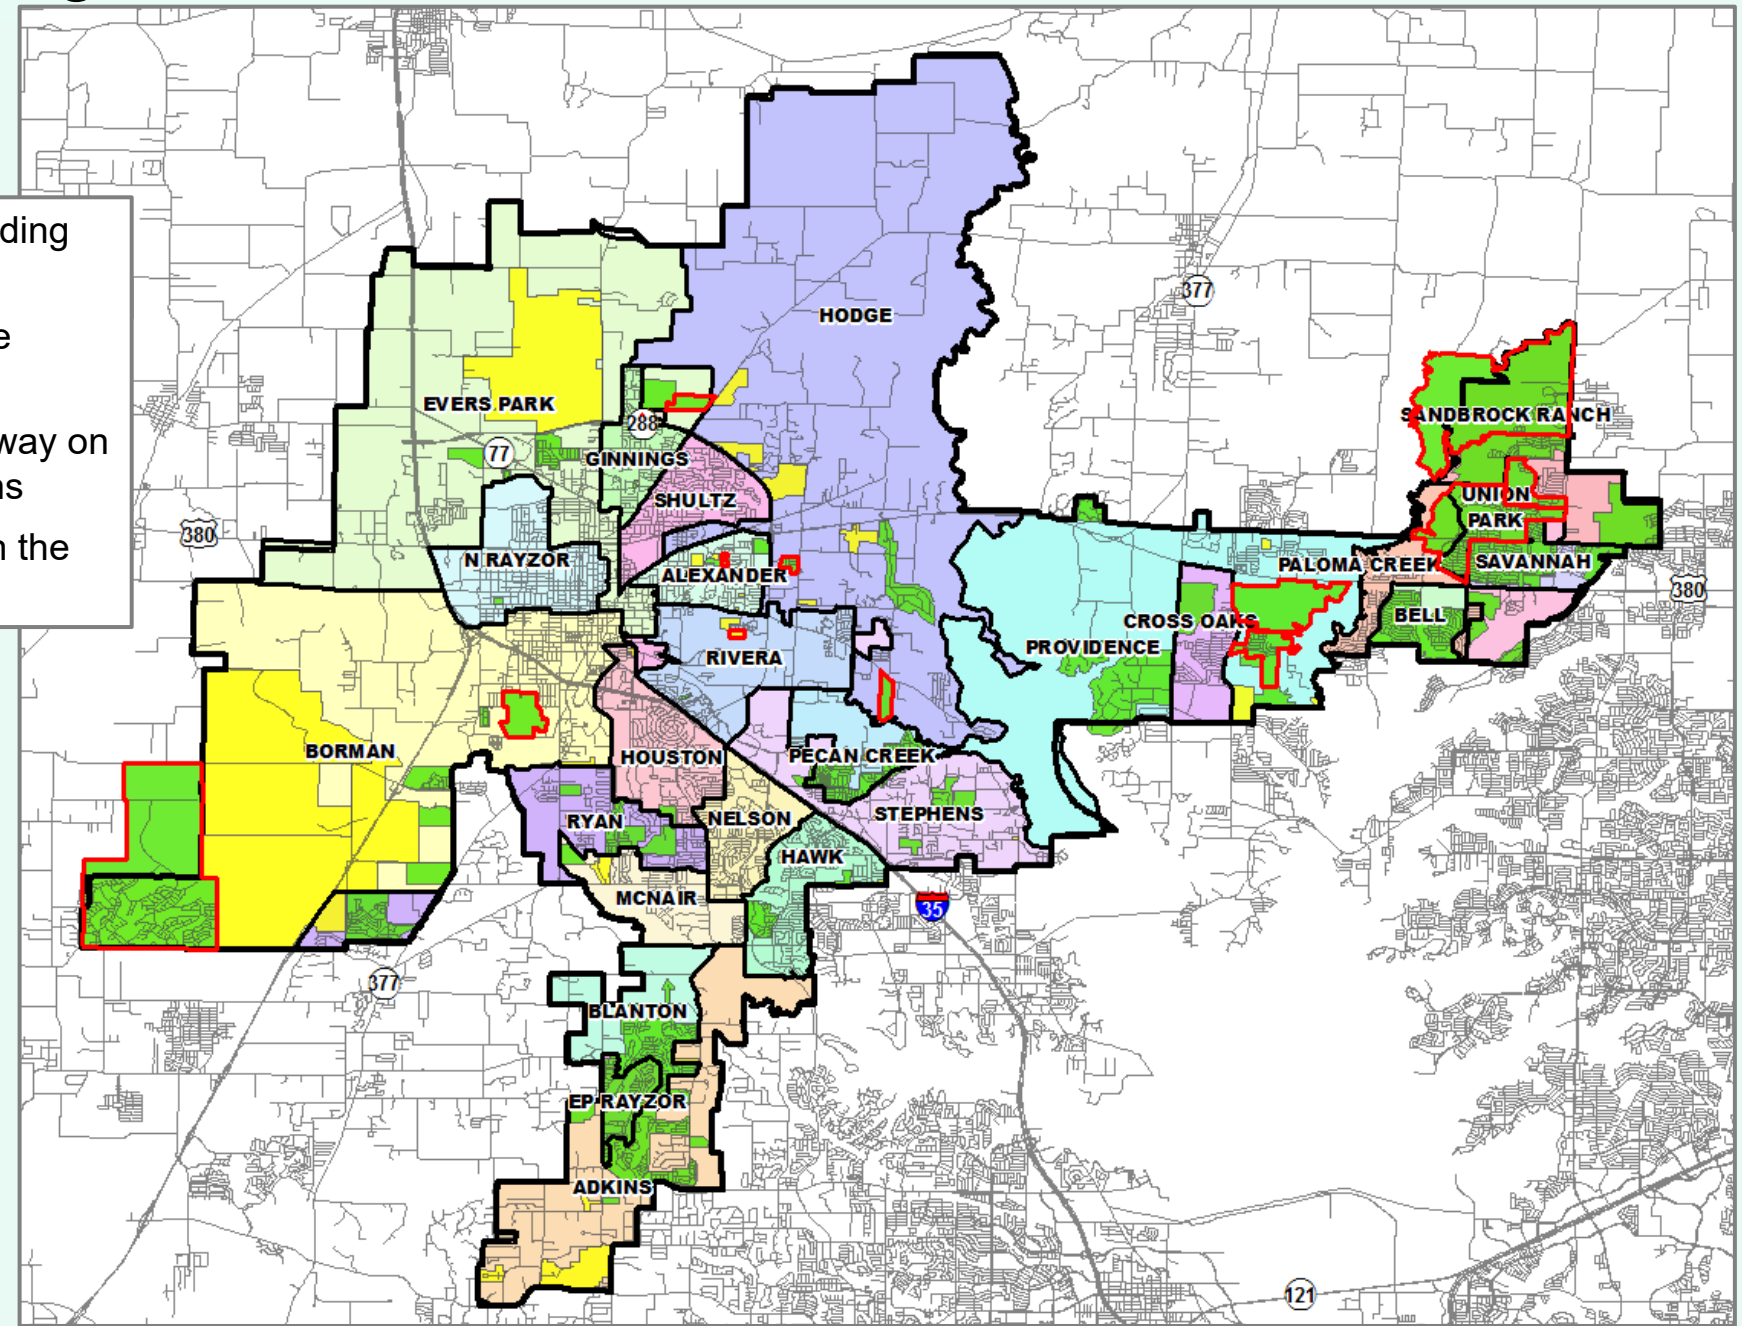 g
ding
e
way on
ns
n the
HODGE
377
EVERS PARK
288
SANDBROCK RANCH
77
GINNINGS
SHULTZ
UNION
PARK
380
N RAYZOR
ALEXANDER
PALOMA CREEK
SAVANNAH
380
CROSS OAKS
BELL
PROVIDENCE
RIVERA
BORMAN
HOUSTON
PECAN CREEK
RYAN
NELSON
STEPHENS
HAWK
MCNAIR
35
377
BLANTON
EP RAYZOR
ADKINS
121